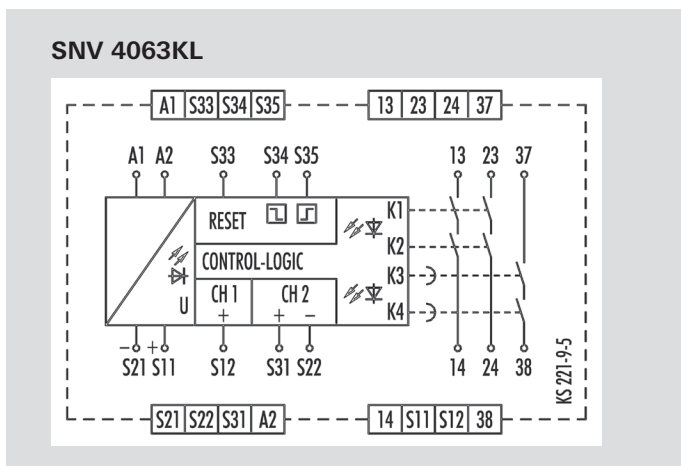 SNV 4063KL
A1 S33 S34 S35 13 23 24 37
A1 A2 S33 S34 S35 13 23 37
RESET K1
K2
CONTROL-LOGIC
K3
CH 1 CH 2
U + + − K4
− + 
S21 S11 S12 S31 S22 14 24 38
KS 221-9-5
S21 S22 S31 A2 14 S11 S12 38